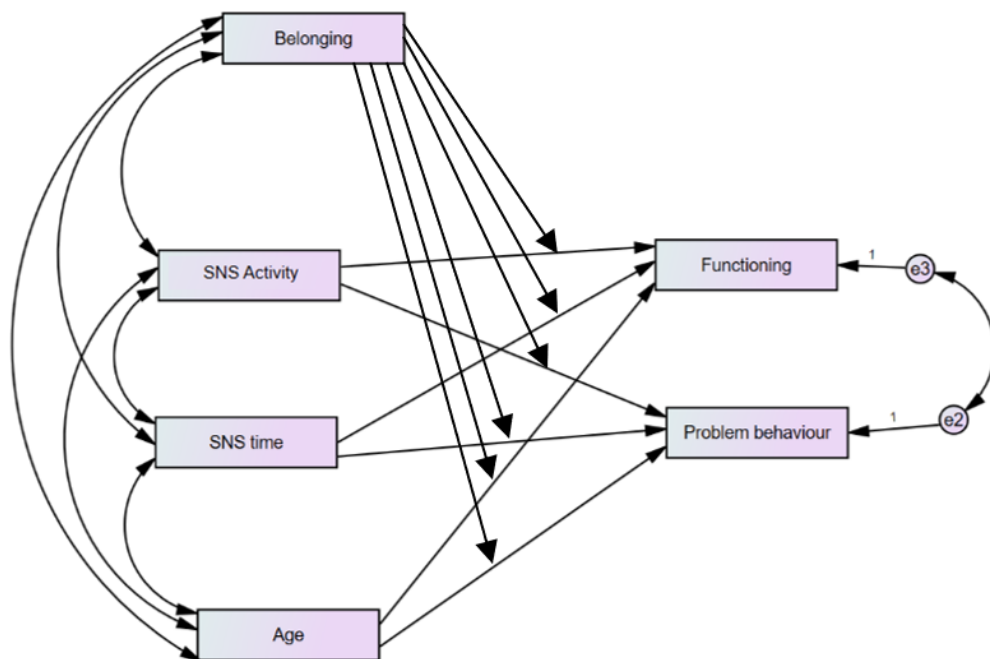 Belonging
SNS Activity
Functioning
1
e3
SNS time
Problem behaviour
1
e2
Age